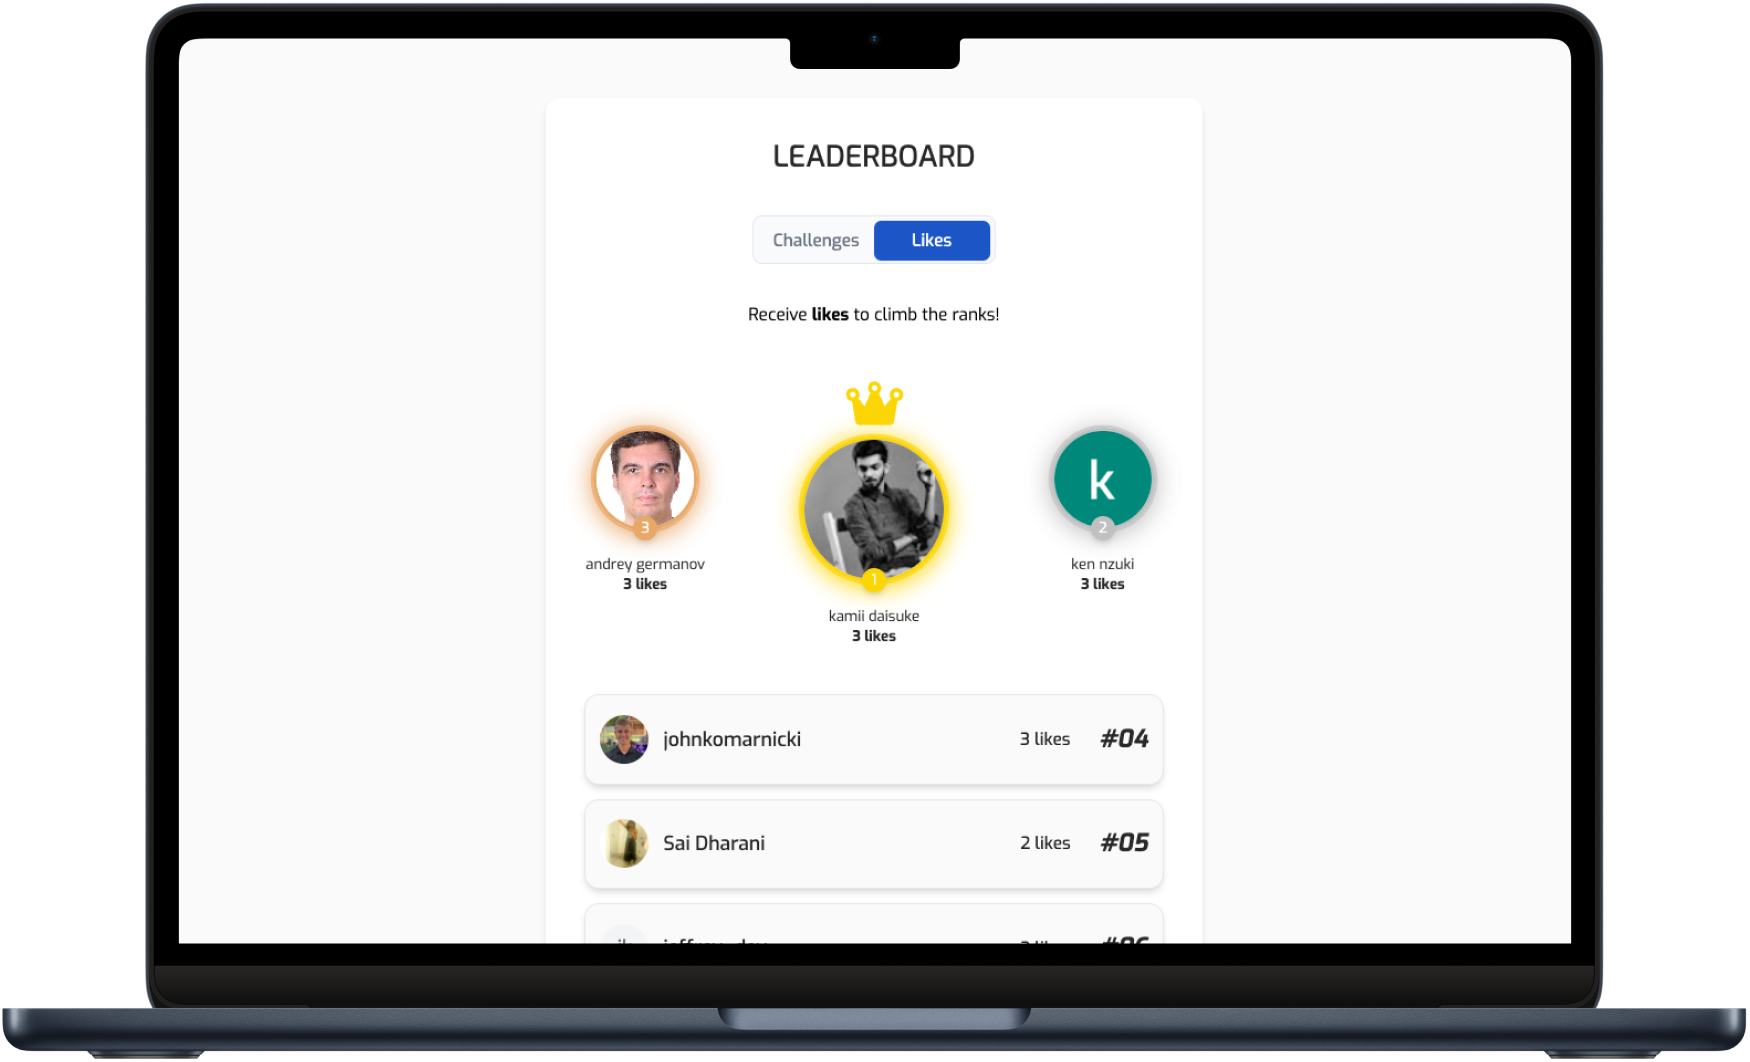 LEADERBOARD
Challenges Likes
Receive likes to climb the ranks!
3
andrey germanov
3 likes
1
kamii daisuke
3 likes
k
2
ken nzuki
3 likes
johnkomarnicki 3 likes #04
Sai Dharani 2 likes #05
#06